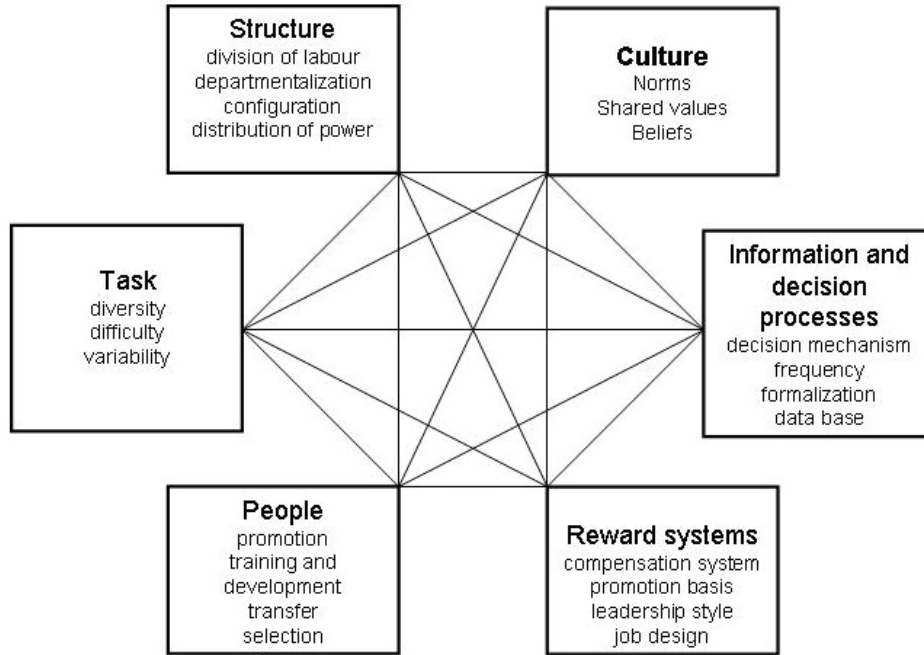 Structure
division of labour
departmentalization
configuration
distribution of power
Culture
Norms
Shared values
Beliefs
Task
diversity
difficulty
variability
Information and
decision
processes
decision mechanism
frequency
formalization
data base
People
promotion
training and
development
transfer
selection
Reward systems
compensation system
promotion basis
leadership style
job design